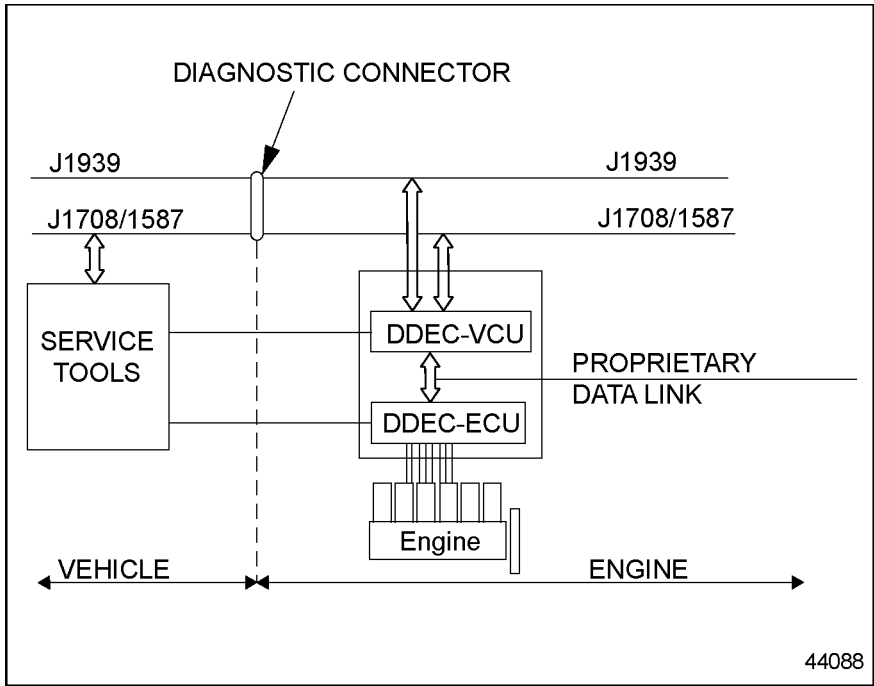 DIAGNOSTIC CONNECTOR
J1939
J1939
J1708/1587
J1708/1587
SERVICE
TOOLS
DDEC-VCU
PROPRIETARY
DATA LINK
DDEC-ECU
Engine
VEHICLE
ENGINE
44088